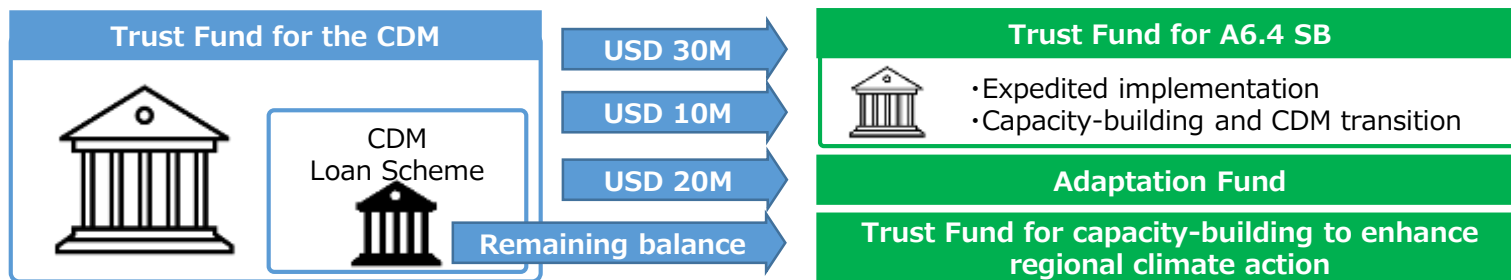 Trust Fund for the CDM
CDM
Loan Scheme
USD 30M
USD 10M
USD 20M
Remaining balance
Trust Fund for A6.4 SB
・Expedited implementation
・Capacity-building and CDM transition
Adaptation Fund
Trust Fund for capacity-building to enhance
regional climate action